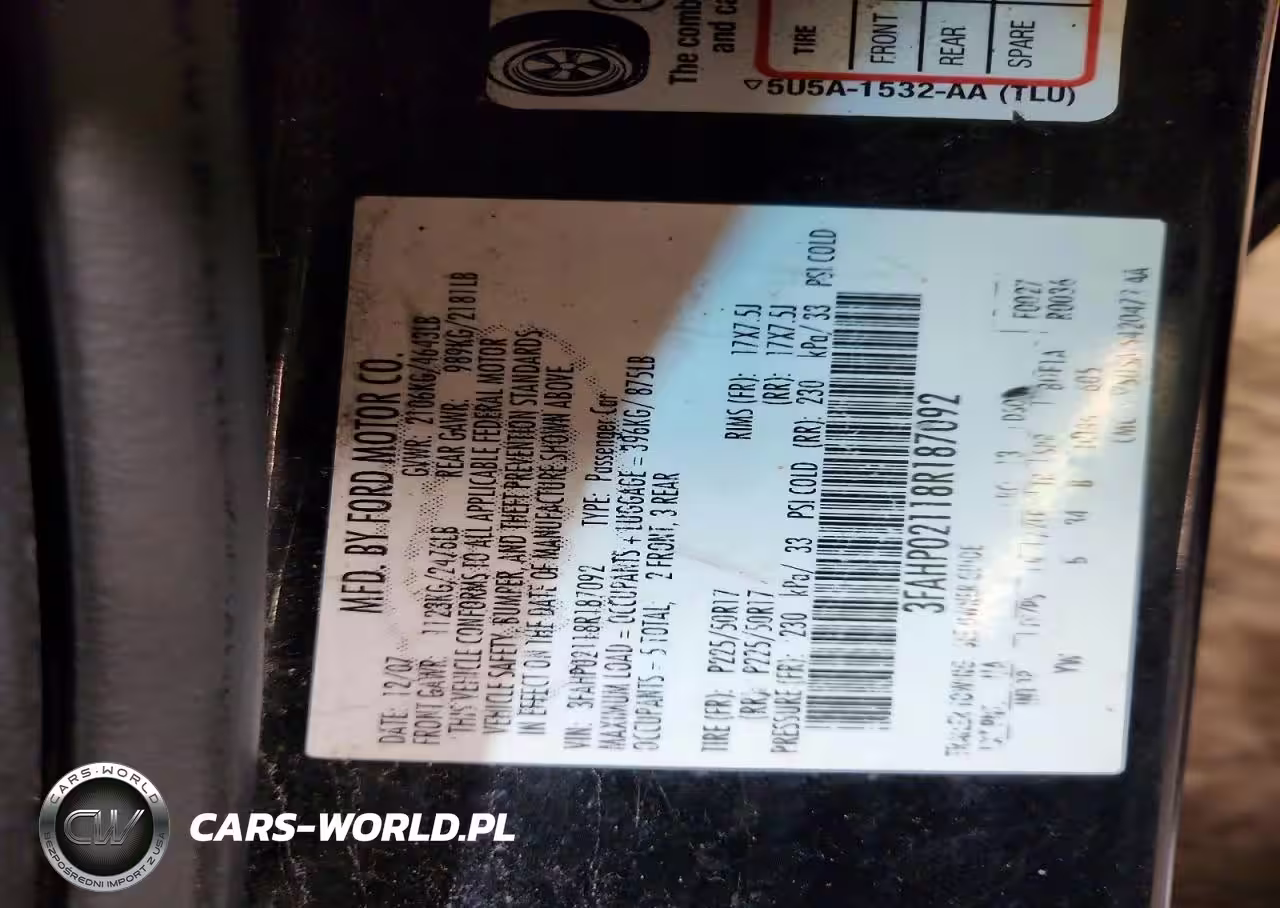 The comb
and ca
TIRE
FRONT
REAR
SPARE
5U5A-1532-AA (TLU)
MFD. BY FORD MOTOR CO.
DATE: 12/07 GVWR: 2106KG/4643LB
FRONT GAWR: 1123KG/2476LB REAR GAWR: 989KG/2181LB
THIS VEHICLE CONFORMS TO ALL APPLICABLE FEDERAL MOTOR
VEHICLE SAFETY, BUMPER, AND THEFT PREVENTION STANDARDS
IN EFFECT ON THE DATE OF MANUFACTURE SHOWN ABOVE.
VIN: 3FAHP02118R187092 TYPE: Passenger Car
MAXIMUM LOAD = OCCUPANTS + LUGGAGE = 396KG/875LB
OCCUPANTS = 5 TOTAL, 2 FRONT, 3 REAR
TIRE (FR): P225/50R17 RIMS (FR): 17X7.5J
(RR): P225/50R17 (RR): 17X7.5J
PRESSURE (FR): 230 kPa/ 33 PSI COLD (RR): 230 kPa/ 33 PSI COLD
3FAHP02118R187092
F0027
R0036
CARS-WORLD
CW
BEZPOŚREDNI IMPORT Z USA
CARS-WORLD.PL